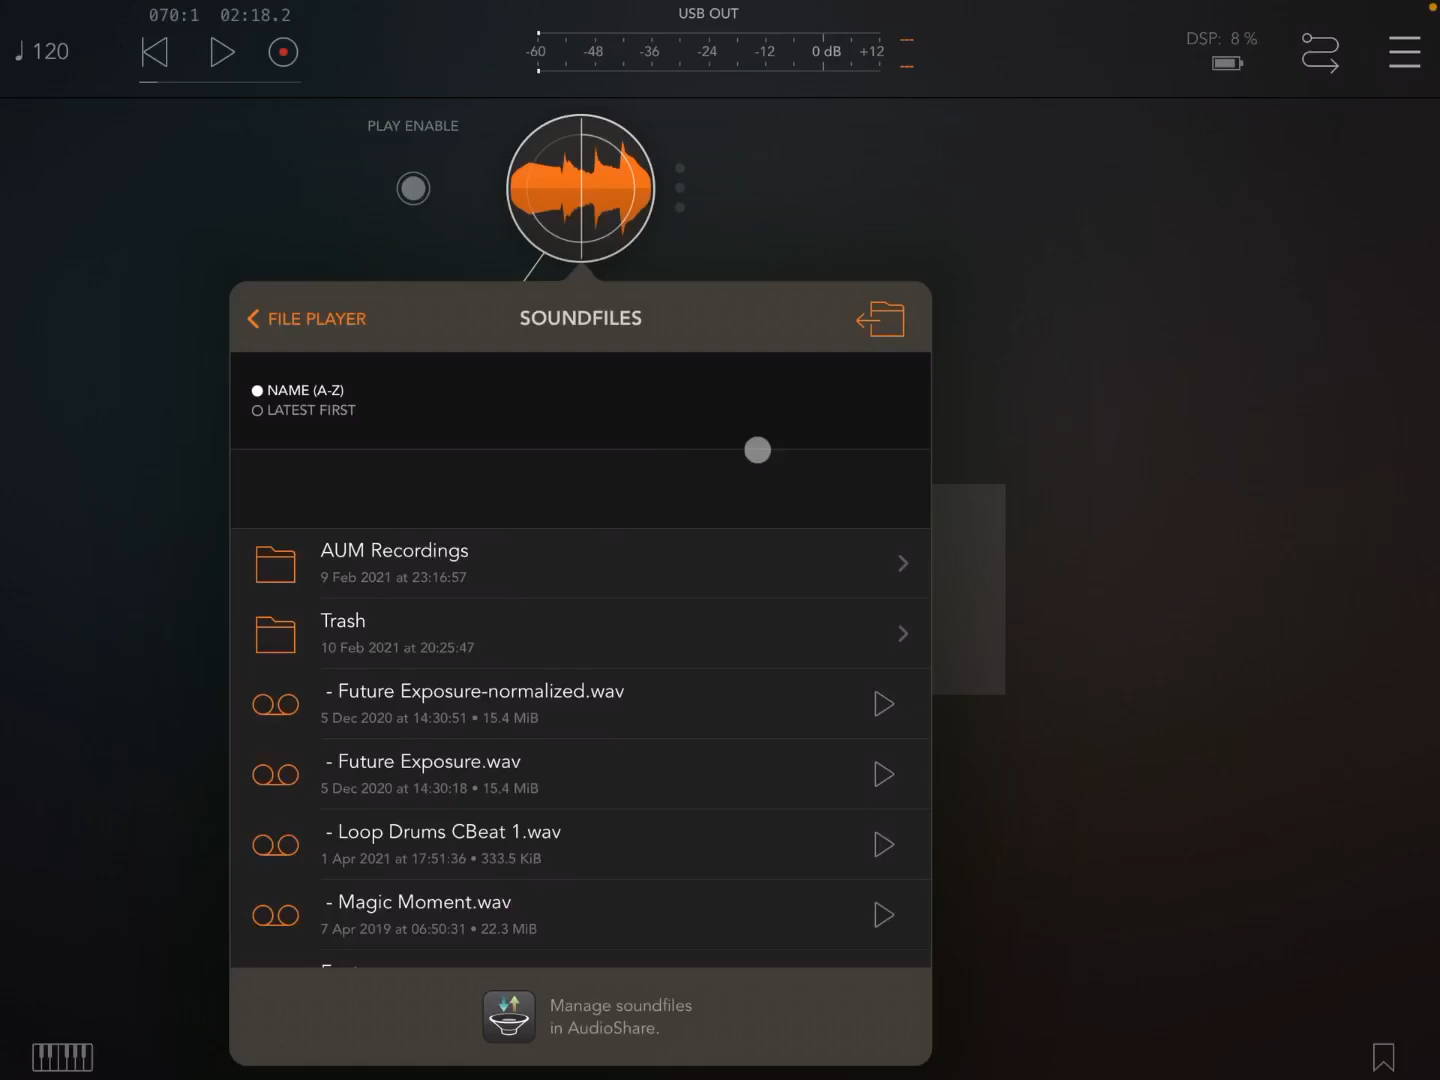 070:1 02:18.2
USB OUT
♩ 120
-60 -48 -36 -24 -12 0 dB +12
DSP: 8 %
PLAY ENABLE
FILE PLAYER
SOUNDFILES
NAME (A-Z)
LATEST FIRST
AUM Recordings
9 Feb 2021 at 23:16:57
Trash
10 Feb 2021 at 20:25:47
- Future Exposure-normalized.wav
5 Dec 2020 at 14:30:51 • 15.4 MiB
- Future Exposure.wav
5 Dec 2020 at 14:30:18 • 15.4 MiB
- Loop Drums CBeat 1.wav
1 Apr 2021 at 17:51:36 • 333.5 KiB
- Magic Moment.wav
7 Apr 2019 at 06:50:31 • 22.3 MiB
Manage soundfiles
in AudioShare.